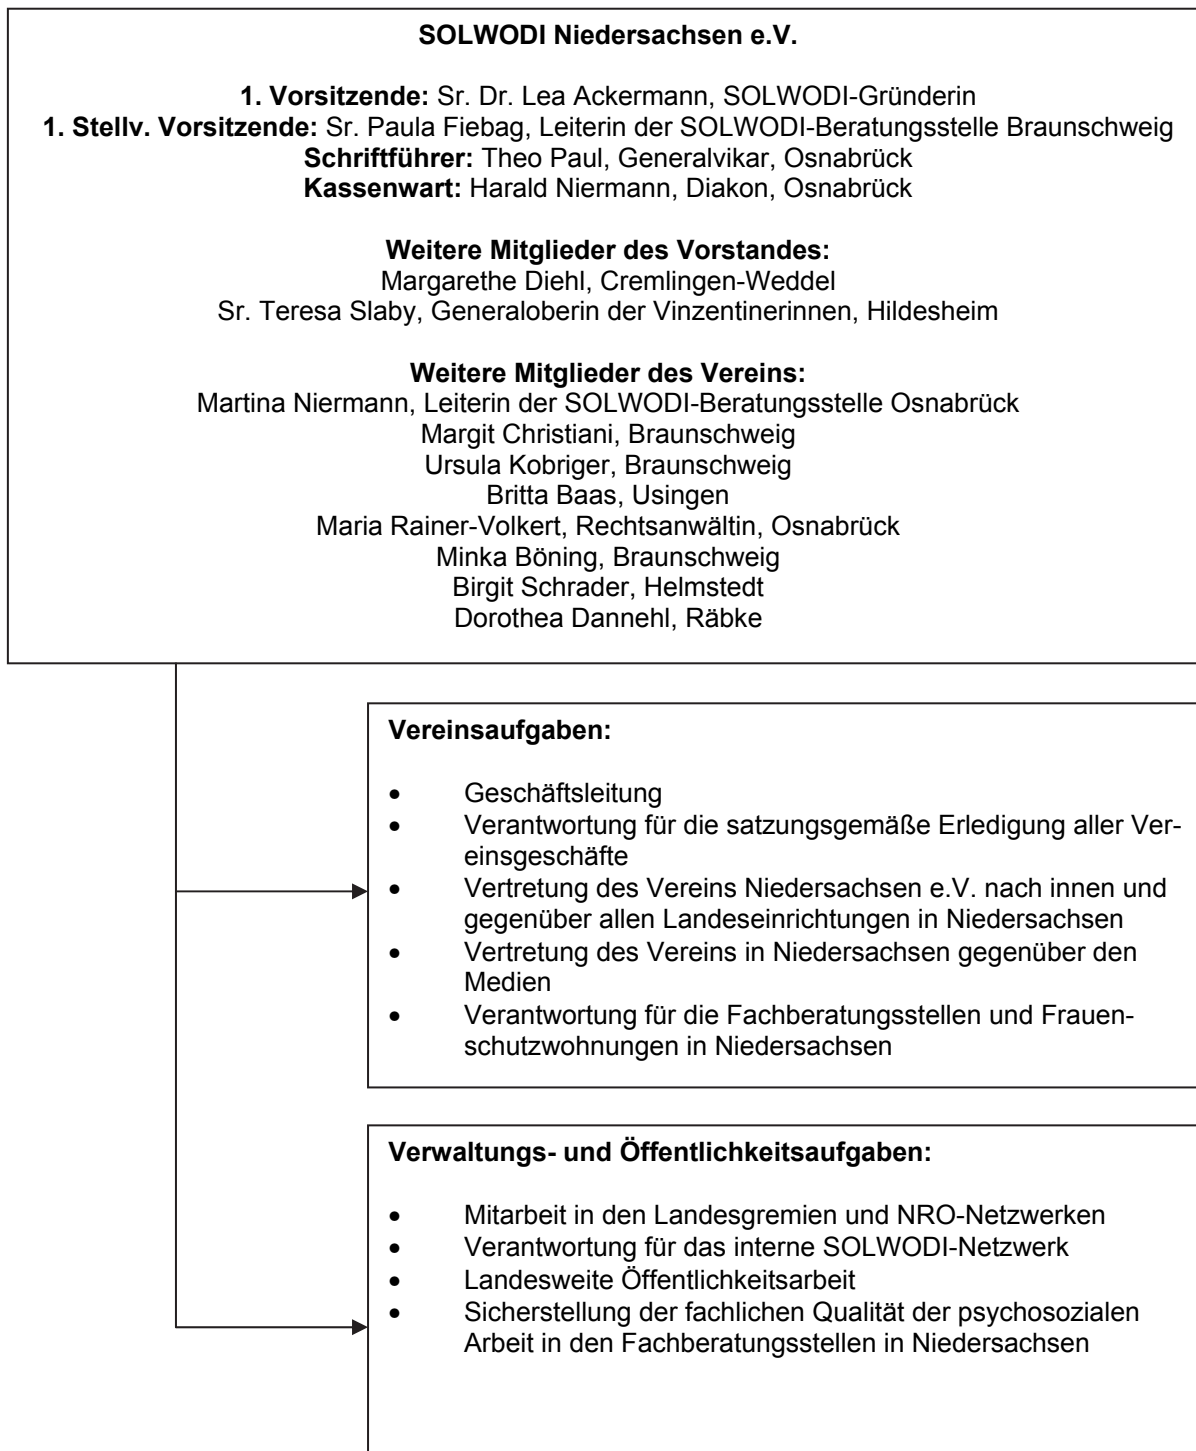 SOLWODI Niedersachsen e.V.
1. Vorsitzende: Sr. Dr. Lea Ackermann, SOLWODI-Gründerin
1. Stellv. Vorsitzende: Sr. Paula Fiebag, Leiterin der SOLWODI-Beratungsstelle Braunschweig
Schriftführer: Theo Paul, Generalvikar, Osnabrück
Kassenwart: Harald Niermann, Diakon, Osnabrück
Weitere Mitglieder des Vorstandes:
Margarethe Diehl, Cremlingen-Weddel
Sr. Teresa Slaby, Generaloberin der Vinzentinerinnen, Hildesheim
Weitere Mitglieder des Vereins:
Martina Niermann, Leiterin der SOLWODI-Beratungsstelle Osnabrück
Margit Christiani, Braunschweig
Ursula Kobriger, Braunschweig
Britta Baas, Usingen
Maria Rainer-Volkert, Rechtsanwältin, Osnabrück
Minka Böning, Braunschweig
Birgit Schrader, Helmstedt
Dorothea Dannehl, Räbke
Vereinsaufgaben:
• Geschäftsleitung
• Verantwortung für die satzungsgemäße Erledigung aller Ver-
einsgeschäfte
• Vertretung des Vereins Niedersachsen e.V. nach innen und
gegenüber allen Landeseinrichtungen in Niedersachsen
• Vertretung des Vereins in Niedersachsen gegenüber den
Medien
• Verantwortung für die Fachberatungsstellen und Frauen-
schutzwohnungen in Niedersachsen
Verwaltungs- und Öffentlichkeitsaufgaben:
• Mitarbeit in den Landesgremien und NRO-Netzwerken
• Verantwortung für das interne SOLWODI-Netzwerk
• Landesweite Öffentlichkeitsarbeit
• Sicherstellung der fachlichen Qualität der psychosozialen
Arbeit in den Fachberatungsstellen in Niedersachsen